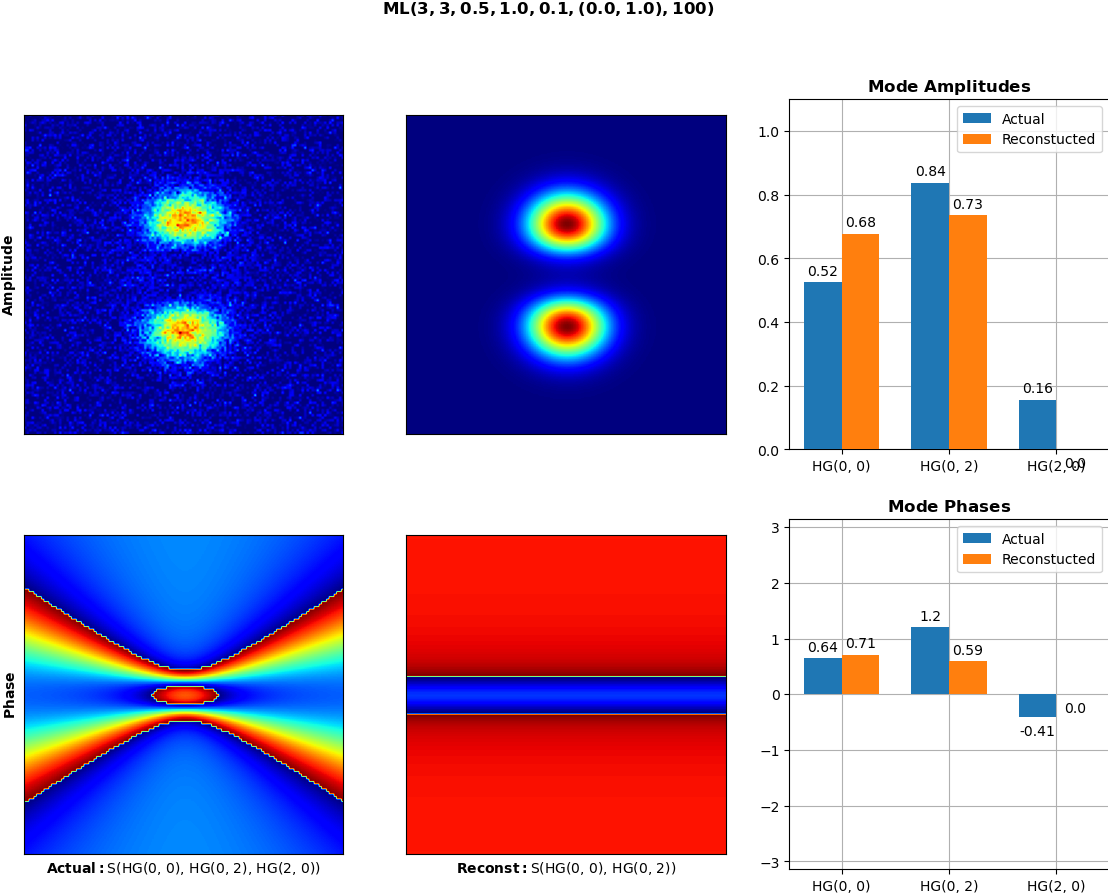 ML(3, 3, 0.5, 1.0, 0.1, (0.0, 1.0), 100)
Amplitude
Mode Amplitudes
Actual
Reconstucted
1.0
0.8
0.6
0.4
0.2
0.0
0.52
0.68
0.84
0.73
0.16
0.0
HG(0, 0)
HG(0, 2)
HG(2, 0)
Phase
Actual: S(HG(0, 0), HG(0, 2), HG(2, 0))
Reconst: S(HG(0, 0), HG(0, 2))
Mode Phases
Actual
Reconstucted
3
2
1
0
−1
−2
−3
0.64
0.71
1.2
0.59
-0.41
0.0
HG(0, 0)
HG(0, 2)
HG(2, 0)